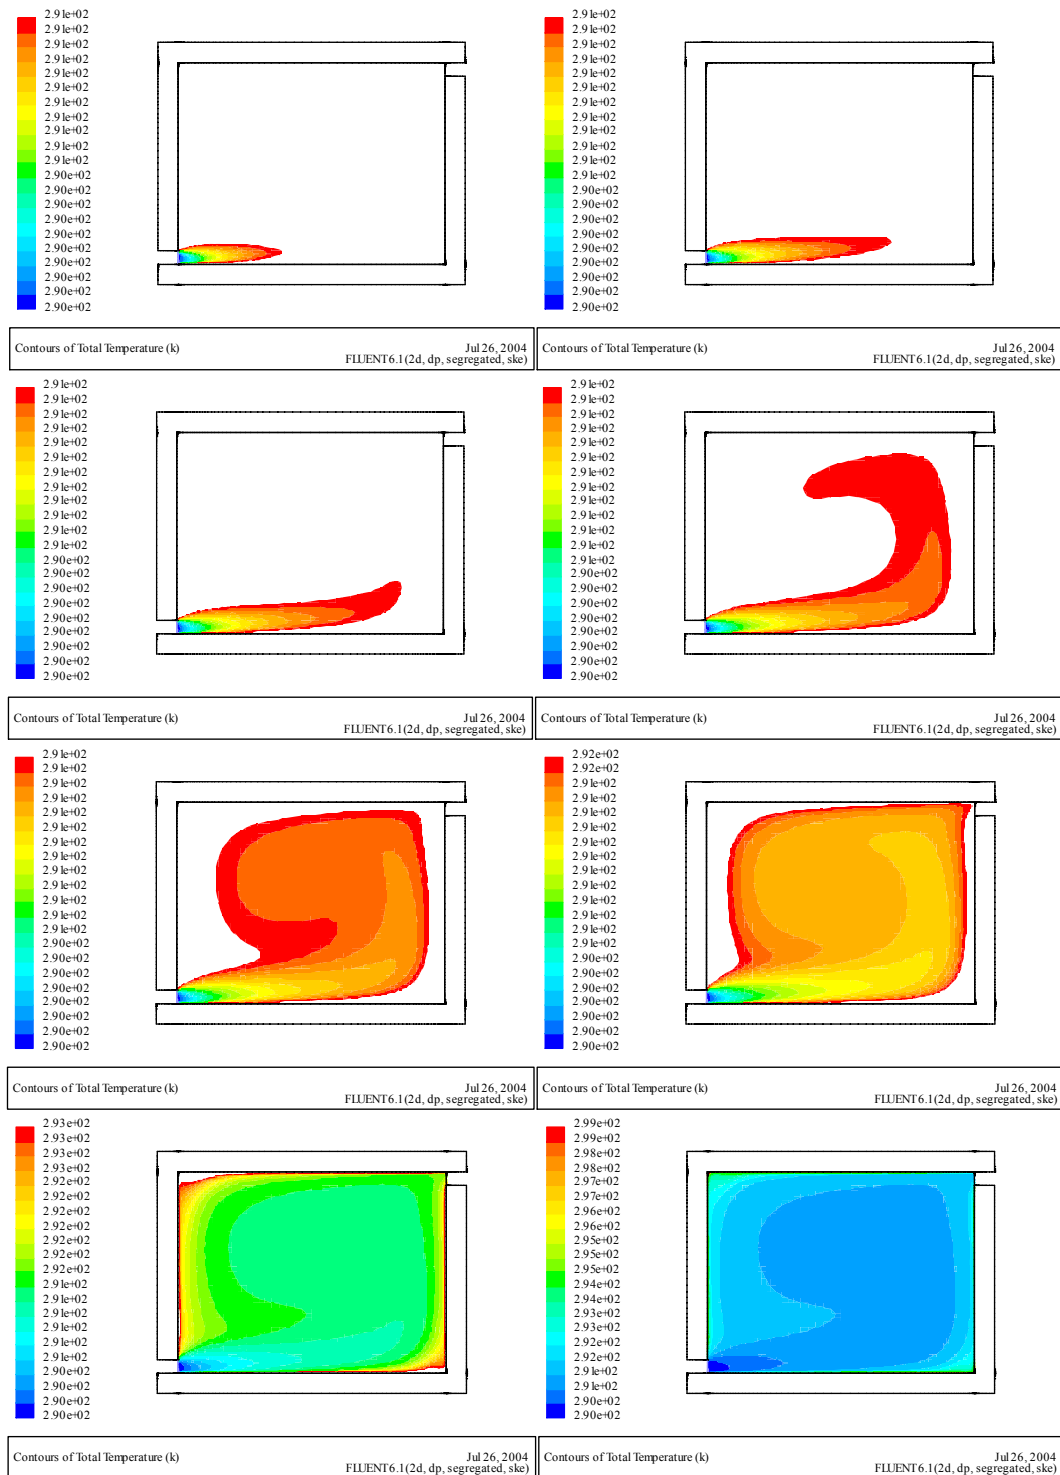 2.91e+02
2.91e+02
2.91e+02
2.91e+02
2.91e+02
2.91e+02
2.91e+02
2.91e+02
2.91e+02
2.91e+02
2.91e+02
2.91e+02
2.90e+02
2.90e+02
2.90e+02
2.90e+02
2.90e+02
2.90e+02
2.90e+02
2.90e+02
2.90e+02
Contours of Total Temperature (k)
Jul 26, 2004
FLUENT 6.1 (2d, dp, segregated, ske)
2.91e+02
2.91e+02
2.91e+02
2.91e+02
2.91e+02
2.91e+02
2.91e+02
2.91e+02
2.91e+02
2.91e+02
2.91e+02
2.91e+02
2.90e+02
2.90e+02
2.90e+02
2.90e+02
2.90e+02
2.90e+02
2.90e+02
2.90e+02
2.90e+02
Contours of Total Temperature (k)
Jul 26, 2004
FLUENT 6.1 (2d, dp, segregated, ske)
2.91e+02
2.91e+02
2.91e+02
2.91e+02
2.91e+02
2.91e+02
2.91e+02
2.91e+02
2.91e+02
2.91e+02
2.91e+02
2.91e+02
2.90e+02
2.90e+02
2.90e+02
2.90e+02
2.90e+02
2.90e+02
2.90e+02
2.90e+02
2.90e+02
Contours of Total Temperature (k)
Jul 26, 2004
FLUENT 6.1 (2d, dp, segregated, ske)
2.91e+02
2.91e+02
2.91e+02
2.91e+02
2.91e+02
2.91e+02
2.91e+02
2.91e+02
2.91e+02
2.91e+02
2.91e+02
2.91e+02
2.90e+02
2.90e+02
2.90e+02
2.90e+02
2.90e+02
2.90e+02
2.90e+02
2.90e+02
2.90e+02
Contours of Total Temperature (k)
Jul 26, 2004
FLUENT 6.1 (2d, dp, segregated, ske)
2.91e+02
2.91e+02
2.91e+02
2.91e+02
2.91e+02
2.91e+02
2.91e+02
2.91e+02
2.91e+02
2.91e+02
2.91e+02
2.91e+02
2.91e+02
2.90e+02
2.90e+02
2.90e+02
2.90e+02
2.90e+02
2.90e+02
2.90e+02
2.90e+02
Contours of Total Temperature (k)
Jul 26, 2004
FLUENT 6.1 (2d, dp, segregated, ske)
2.92e+02
2.92e+02
2.91e+02
2.91e+02
2.91e+02
2.91e+02
2.91e+02
2.91e+02
2.91e+02
2.91e+02
2.91e+02
2.91e+02
2.91e+02
2.91e+02
2.91e+02
2.90e+02
2.90e+02
2.90e+02
2.90e+02
2.90e+02
2.90e+02
Contours of Total Temperature (k)
Jul 26, 2004
FLUENT 6.1 (2d, dp, segregated, ske)
2.93e+02
2.93e+02
2.93e+02
2.93e+02
2.92e+02
2.92e+02
2.92e+02
2.92e+02
2.92e+02
2.92e+02
2.92e+02
2.91e+02
2.91e+02
2.91e+02
2.91e+02
2.91e+02
2.91e+02
2.91e+02
2.90e+02
2.90e+02
2.90e+02
Contours of Total Temperature (k)
Jul 26, 2004
FLUENT 6.1 (2d, dp, segregated, ske)
2.99e+02
2.99e+02
2.98e+02
2.98e+02
2.97e+02
2.97e+02
2.96e+02
2.96e+02
2.95e+02
2.95e+02
2.95e+02
2.94e+02
2.94e+02
2.93e+02
2.93e+02
2.92e+02
2.92e+02
2.91e+02
2.91e+02
2.90e+02
2.90e+02
Contours of Total Temperature (k)
Jul 26, 2004
FLUENT 6.1 (2d, dp, segregated, ske)